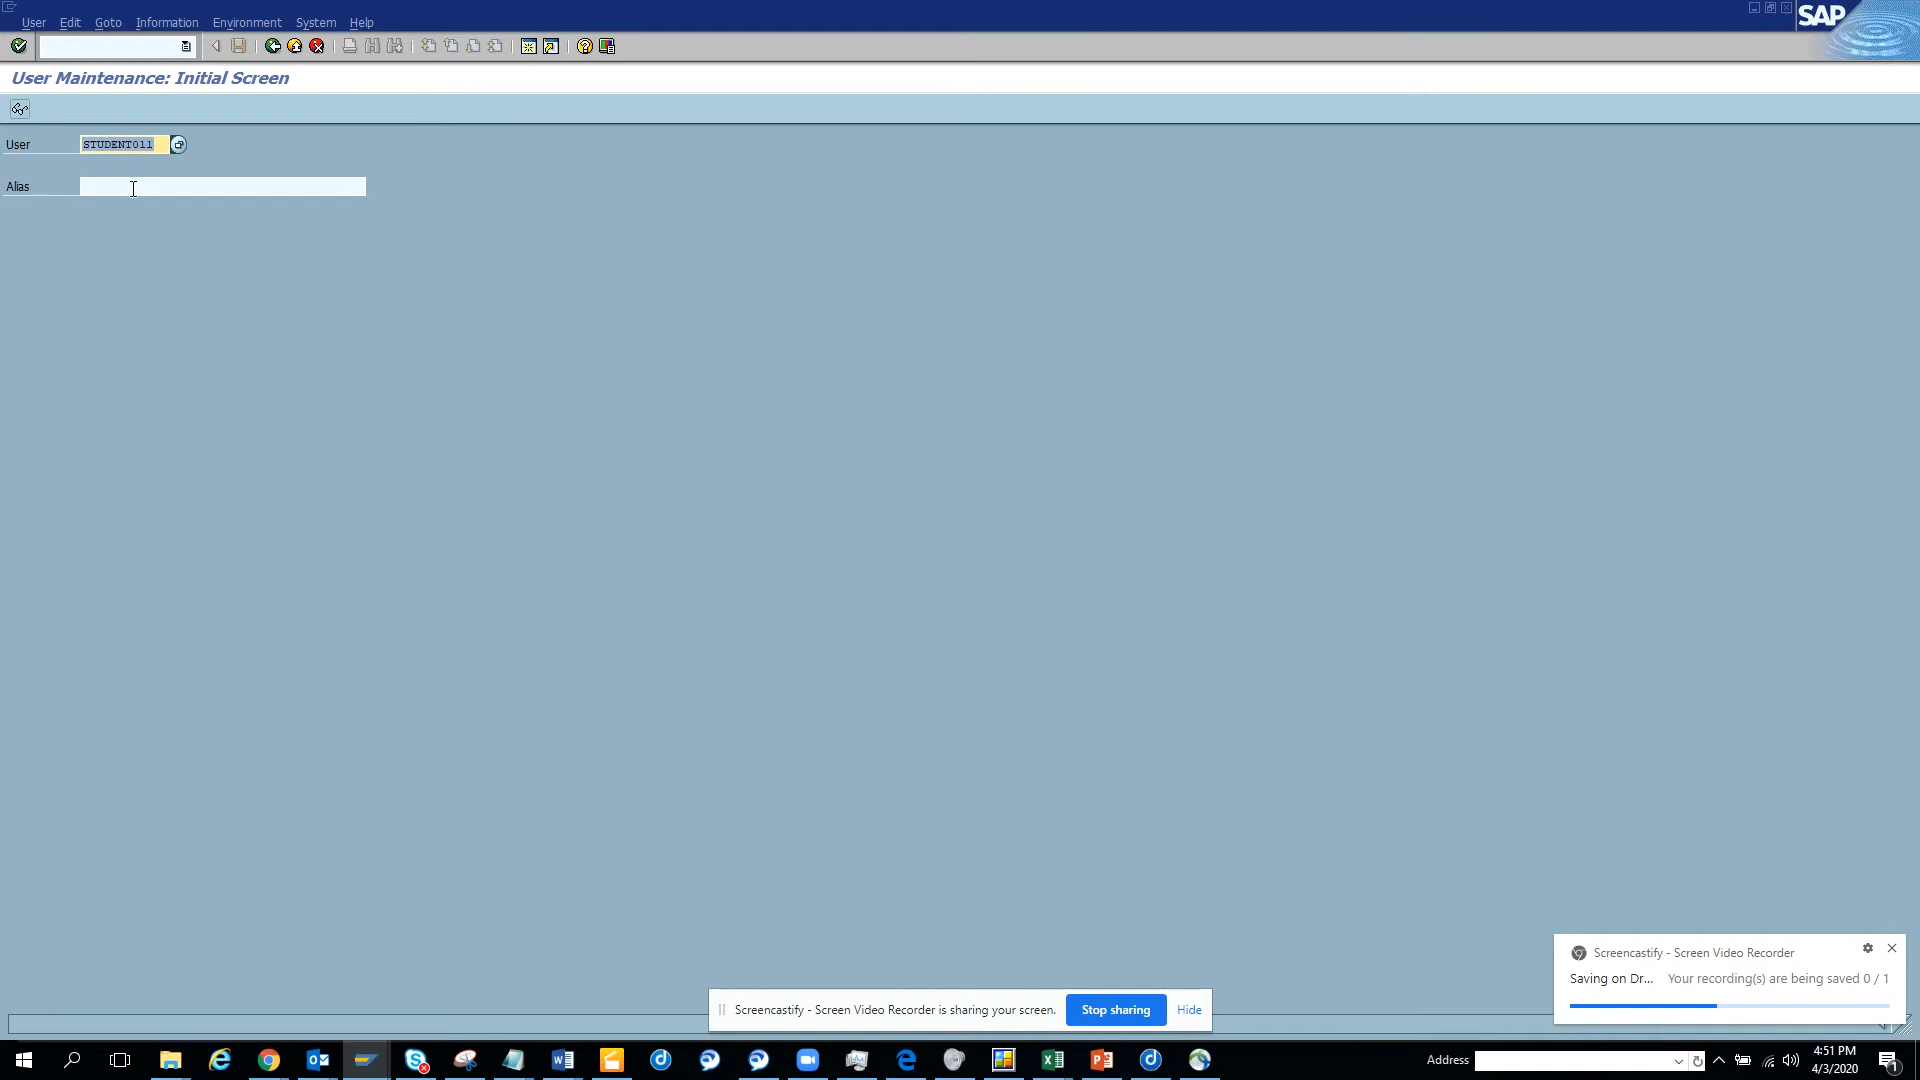 User Edit Goto Information Environment System Help
SAP
User Maintenance: Initial Screen
User STUDENT011
Alias
Screencastify - Screen Video Recorder
Saving on Dr... Your recording(s) are being saved 0 / 1
Screencastify - Screen Video Recorder is sharing your screen. Stop sharing Hide
Address
4:51 PM
4/3/2020
1